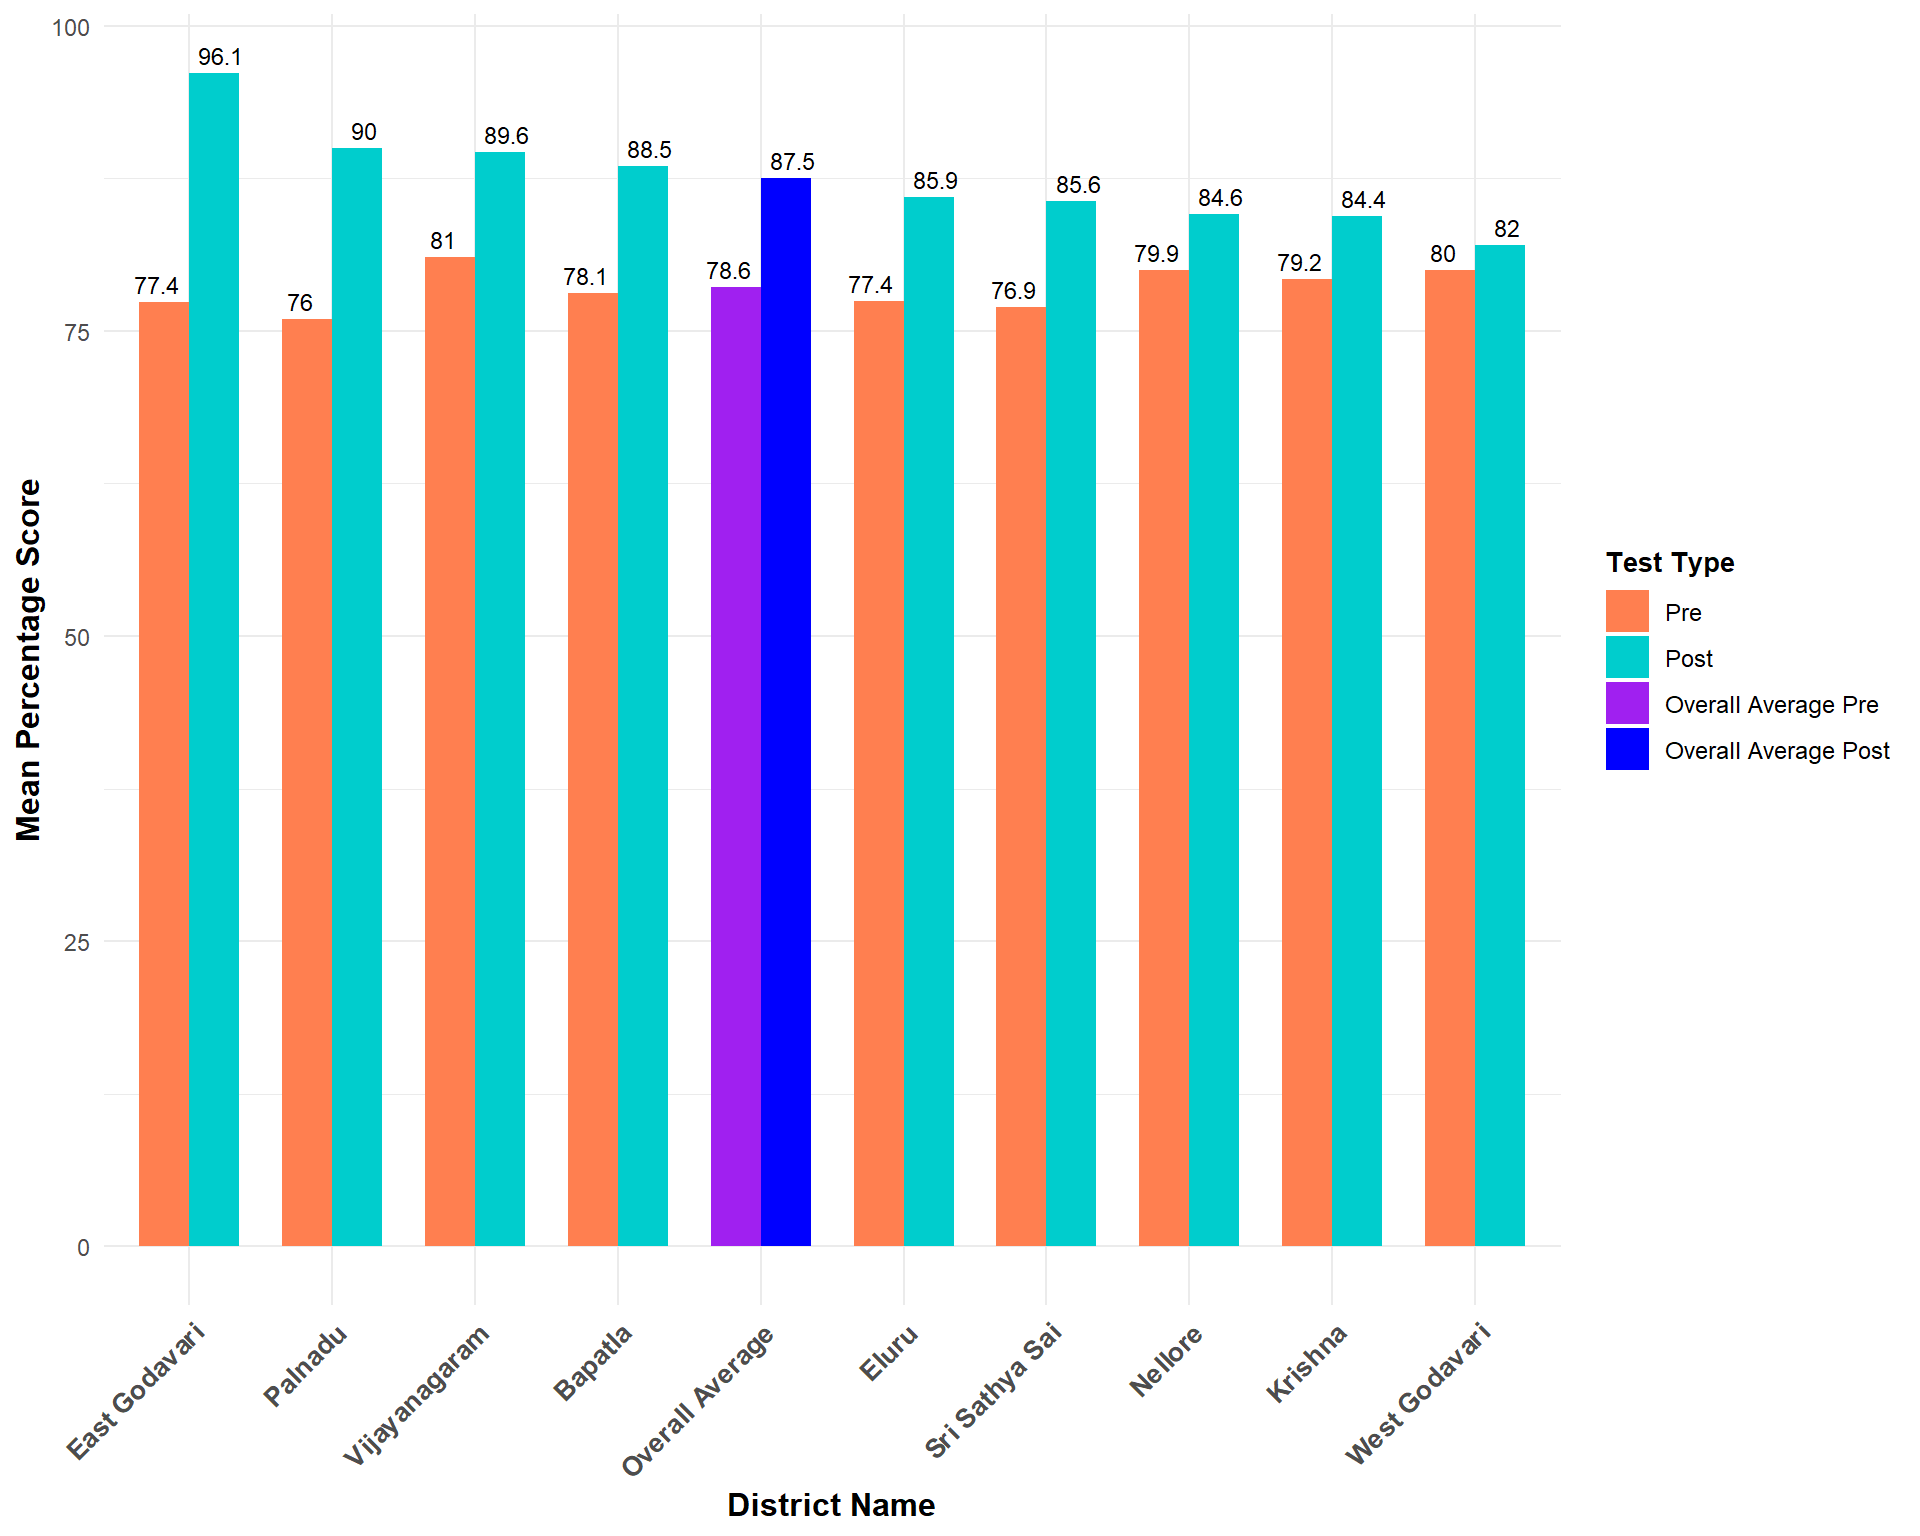 100
75
50
25
0
Mean Percentage Score
77.4
96.1
76
90
81
89.6
78.1
88.5
78.6
87.5
77.4
85.9
76.9
85.6
79.9
84.6
79.2
84.4
80
82
East Godavari
Palnadu
Vijayanagaram
Bapatla
Overall Average
Eluru
Sri Sathya Sai
Nellore
Krishna
West Godavari
District Name
Test Type
Pre
Post
Overall Average Pre
Overall Average Post